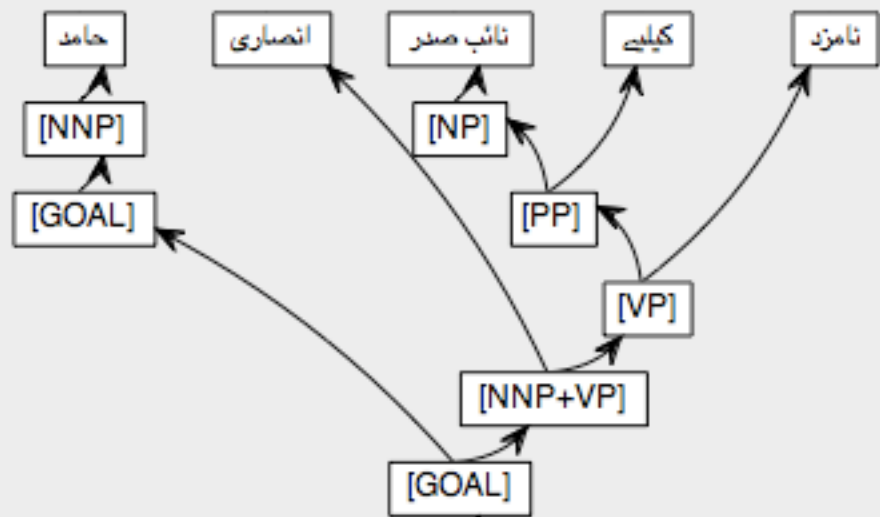 حامد انصاری نائب صدر کیلیے نامزد
[NNP] [NP]
[GOAL] [PP]
[VP]
[NNP+VP]
[GOAL]